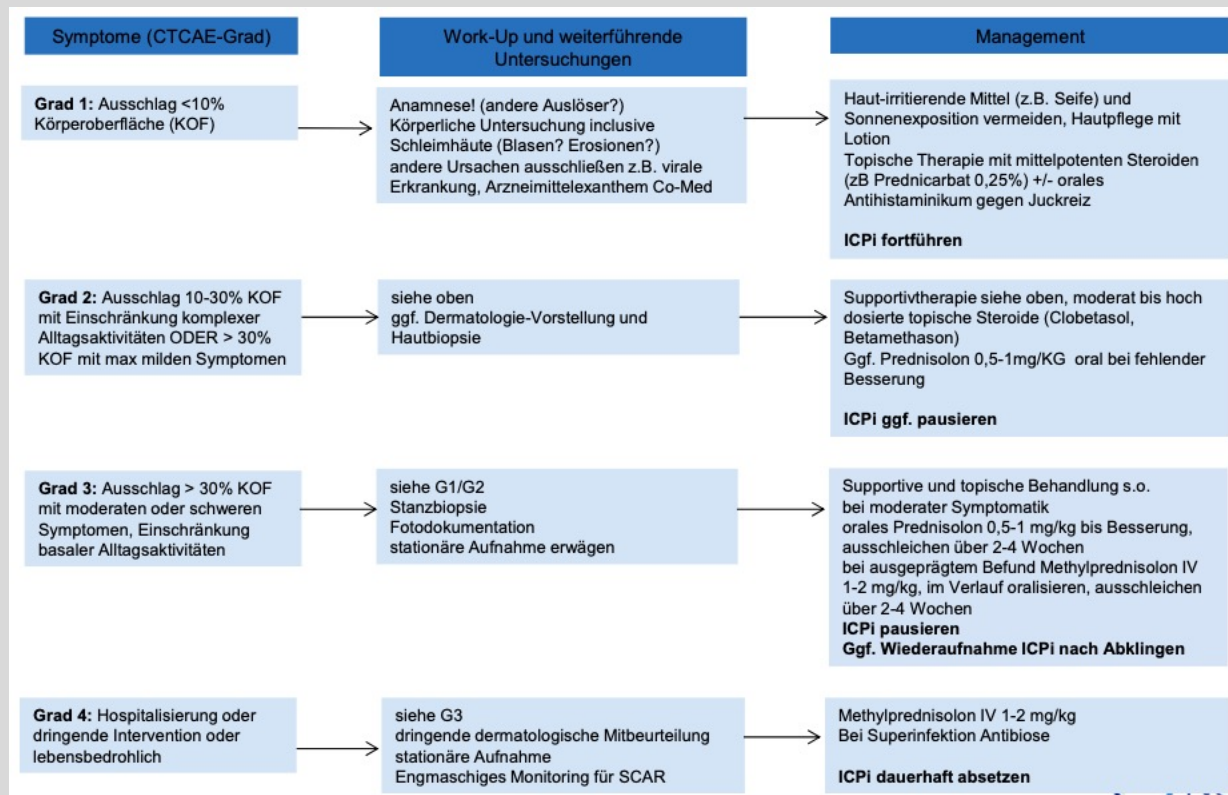 Symptome (CTCAE-Grad)
Work-Up und weiterführende
Untersuchungen
Management
Grad 1: Ausschlag <10%
Körperoberfläche (KOF)
Anamnese! (andere Auslöser?)
Körperliche Untersuchung inclusive
Schleimhäute (Blasen? Erosionen?)
andere Ursachen ausschließen z.B. virale
Erkrankung, Arzneimittelexanthem Co-Med
Haut-irritierende Mittel (z.B. Seife) und
Sonnenexposition vermeiden, Hautpflege mit
Lotion
Topische Therapie mit mittelpotenten Steroiden
(zB Prednicarbat 0,25%) +/- orales
Antihistaminikum gegen Juckreiz
ICPi fortführen
Grad 2: Ausschlag 10-30% KOF
mit Einschränkung komplexer
Alltagsaktivitäten ODER > 30%
KOF mit max milden Symptomen
siehe oben
ggf. Dermatologie-Vorstellung und
Hautbiopsie
Supportivtherapie siehe oben, moderat bis hoch
dosierte topische Steroide (Clobetasol,
Betamethason)
Ggf. Prednisolon 0,5-1mg/KG oral bei fehlender
Besserung
ICPi ggf. pausieren
Grad 3: Ausschlag > 30% KOF
mit moderaten oder schweren
Symptomen, Einschränkung
basaler Alltagsaktivitäten
siehe G1/G2
Stanzbiopsie
Fotodokumentation
stationäre Aufnahme erwägen
Supportive und topische Behandlung s.o.
bei moderater Symptomatik
orales Prednisolon 0,5-1 mg/kg bis Besserung,
ausschleichen über 2-4 Wochen
bei ausgeprägtem Befund Methylprednisolon IV
1-2 mg/kg, im Verlauf oralisieren, ausschleichen
über 2-4 Wochen
ICPi pausieren
Ggf. Wiederaufnahme ICPi nach Abklingen
Grad 4: Hospitalisierung oder
dringende Intervention oder
lebensbedrohlich
siehe G3
dringende dermatologische Mitbeurteilung
stationäre Aufnahme
Engmaschiges Monitoring für SCAR
Methylprednisolon IV 1-2 mg/kg
Bei Superinfektion Antibiose
ICPi dauerhaft absetzen